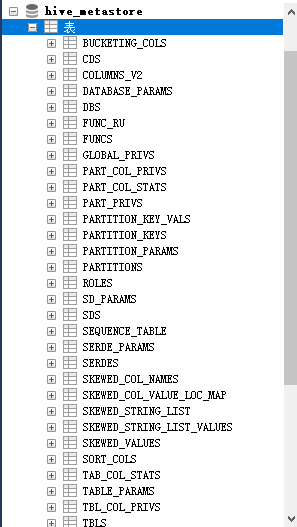 hive_metastore
表
BUCKETING_COLS
CDS
COLUMNS_V2
DATABASE_PARAMS
DBS
FUNC_RU
FUNCS
GLOBAL_PRIVS
PART_COL_PRIVS
PART_COL_STATS
PART_PRIVS
PARTITION_KEY_VALS
PARTITION_KEYS
PARTITION_PARAMS
PARTITIONS
ROLES
SD_PARAMS
SDS
SEQUENCE_TABLE
SERDE_PARAMS
SERDES
SKEWED_COL_NAMES
SKEWED_COL_VALUE_LOC_MAP
SKEWED_STRING_LIST
SKEWED_STRING_LIST_VALUES
SKEWED_VALUES
SORT_COLS
TAB_COL_STATS
TABLE_PARAMS
TBL_COL_PRIVS
TBL_PRIVS
TBLS